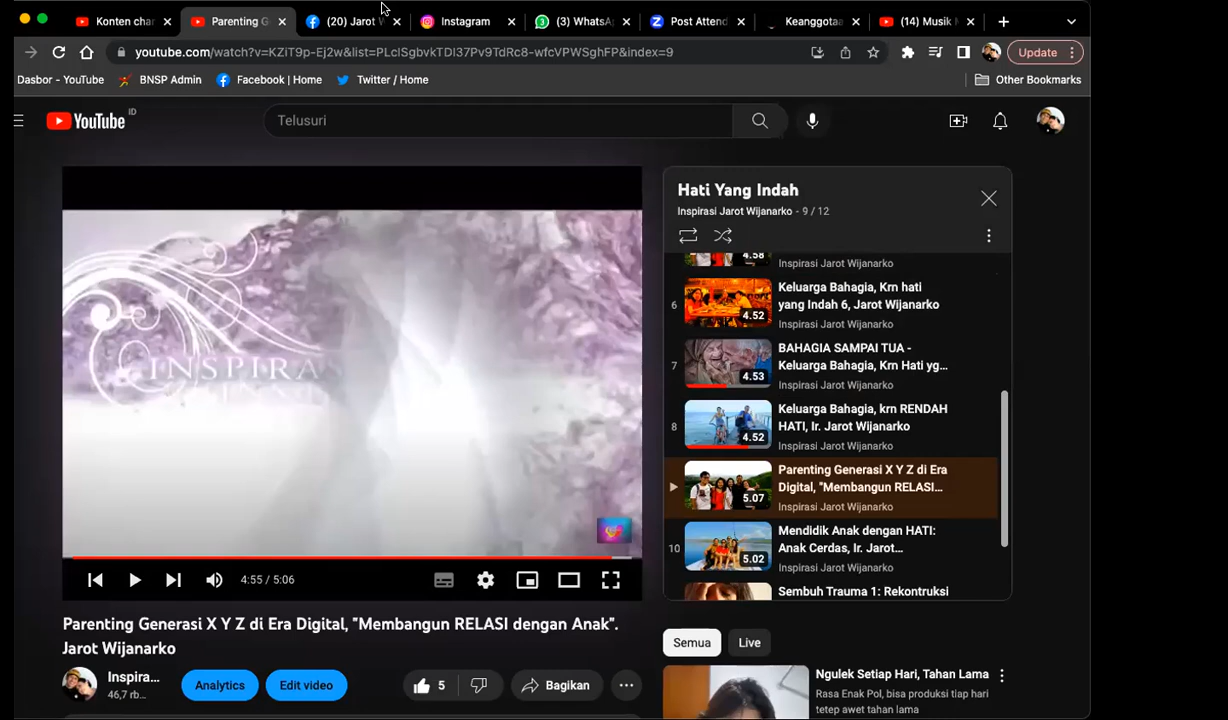 Konten cha
Parenting G
(20) Jarot W
Instagram
(3) WhatsA
Post Attend
Keanggota
(14) Musik
youtube.com/watch?v=KZiT9p-Ej2w&list=PLclSgbvkTDI37Pv9TdRc8-wfcVPWSghFP&index=9
Update
Dasbor - YouTube
BNSP Admin
Facebook | Home
Twitter / Home
Other Bookmarks
YouTube ID
Telusuri
INSPIRAS
4:55 / 5:06
Parenting Generasi X Y Z di Era Digital, "Membangun RELASI dengan Anak".
Jarot Wijanarko
Inspira...
46,7 rb...
Analytics
Edit video
5
Bagikan
Hati Yang Indah
Inspirasi Jarot Wijanarko - 9 / 12
4.58
Inspirasi Jarot Wijanarko
6
4.52
Keluarga Bahagia, Krn hati
yang Indah 6, Jarot Wijanarko
Inspirasi Jarot Wijanarko
7
4.53
BAHAGIA SAMPAI TUA -
Keluarga Bahagia, Krn Hati yg...
Inspirasi Jarot Wijanarko
8
4.52
Keluarga Bahagia, krn RENDAH
HATI, Ir. Jarot Wijanarko
Inspirasi Jarot Wijanarko
5.07
Parenting Generasi X Y Z di Era
Digital, "Membangun RELASI...
Inspirasi Jarot Wijanarko
10
5.02
Mendidik Anak dengan HATI:
Anak Cerdas, Ir. Jarot...
Inspirasi Jarot Wijanarko
Sembuh Trauma 1: Rekontruksi
Semua
Live
Ngulek Setiap Hari, Tahan Lama
Rasa Enak Pol, bisa produksi tiap hari
tetep awet tahan lama